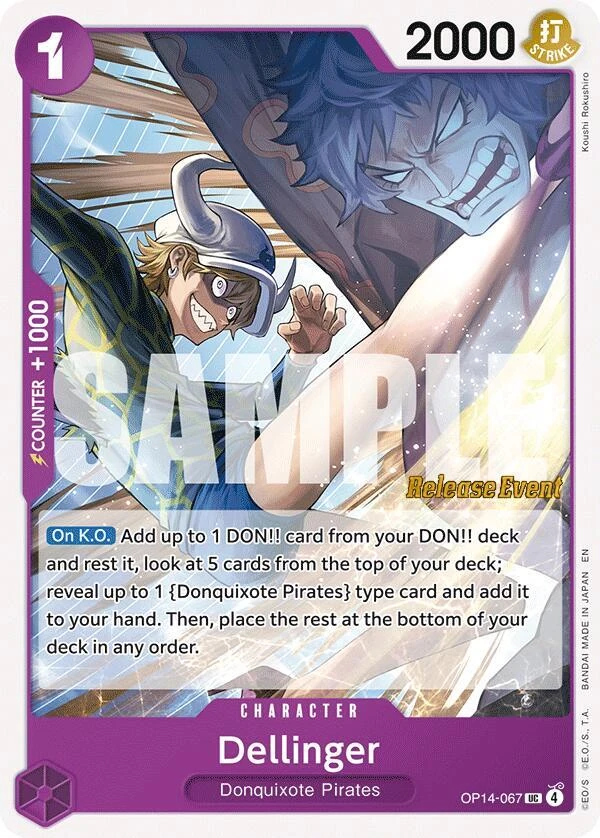 1
2000
打
STRIKE
Koushi Rokushiro
COUNTER +1000
SAMPLE
Release Event
On K.O. Add up to 1 DON!! card from your DON!! deck
and rest it, look at 5 cards from the top of your deck;
reveal up to 1 {Donquixote Pirates} type card and add it
to your hand. Then, place the rest at the bottom of your
deck in any order.
CHARACTER
Dellinger
Donquixote Pirates
OP14-067 UC 4
©EO/S ©E.O./S., T.A. BANDAI MADE IN JAPAN EN